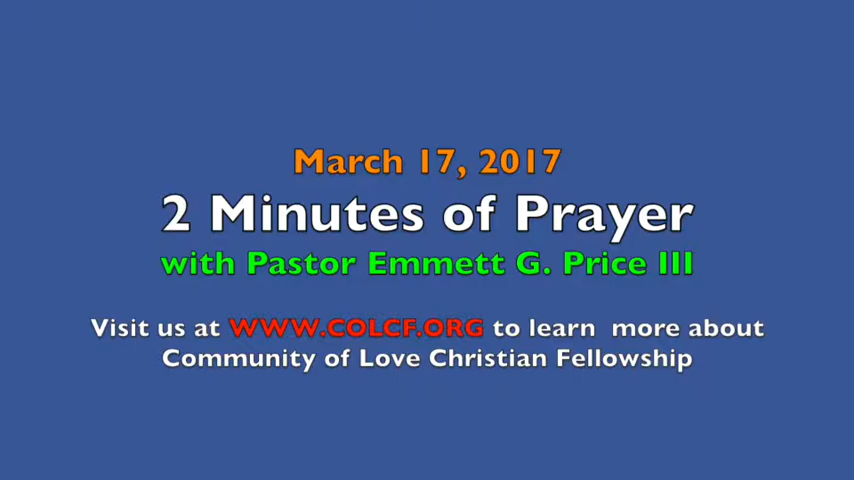 March 17, 2017
2 Minutes of Prayer
with Pastor Emmett G. Price III
Visit us at WWW.COLCF.ORG to learn  more about
Community of Love Christian Fellowship